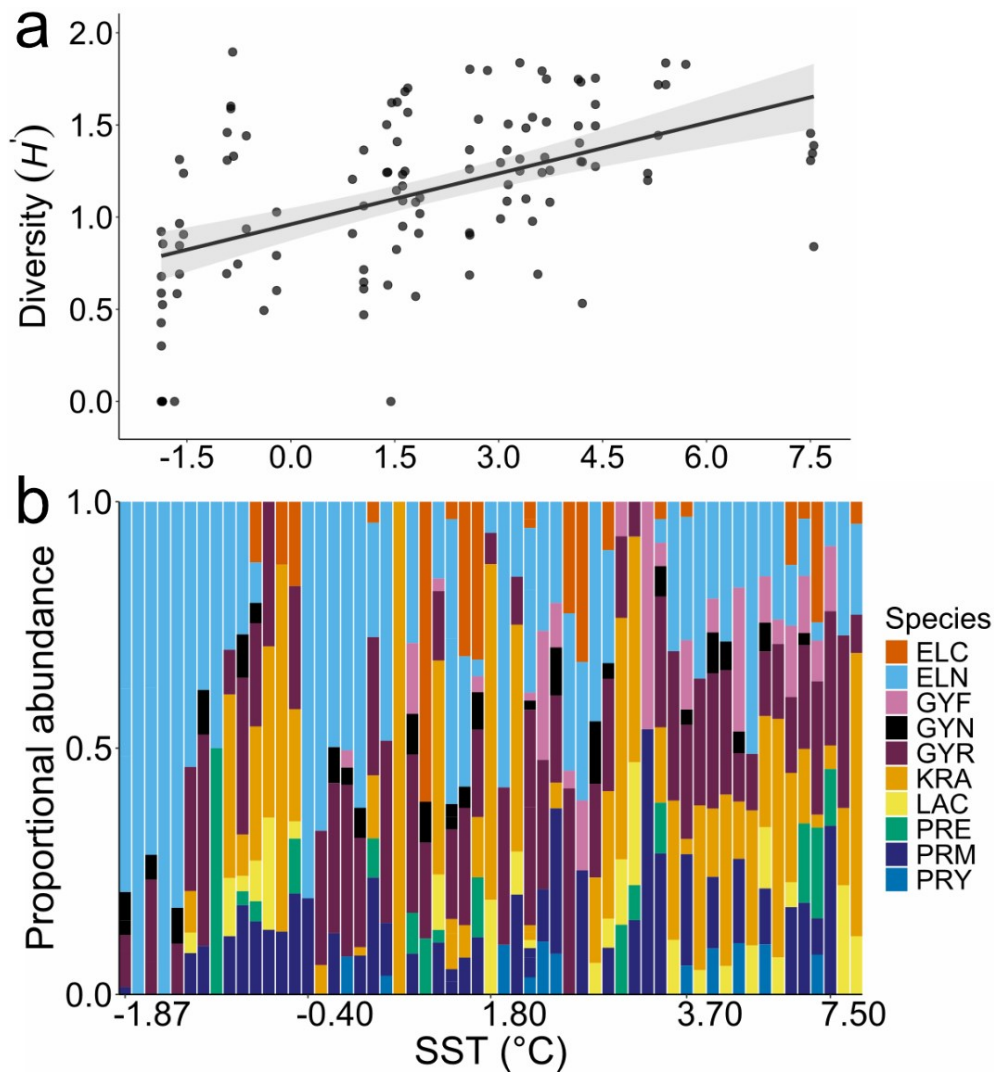 a
Diversity (H')
2.0
1.5
1.0
0.5
0.0
-1.5 0.0 1.5 3.0 4.5 6.0 7.5
b
Proportional abundance
1.0
0.5
0.0
-1.87 -0.40 1.80 3.70 7.50
SST (°C)
Species
ELC
ELN
GYF
GYN
GYR
KRA
LAC
PRE
PRM
PRY